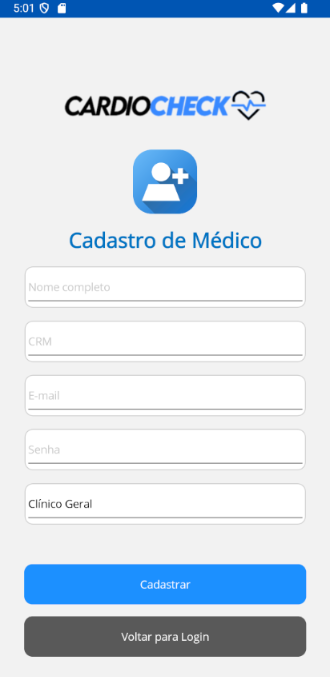 5:01
CARDIOCHECK
Cadastro de Médico
Nome completo
CRM
E-mail
Senha
Clínico Geral
Cadastrar
Voltar para Login